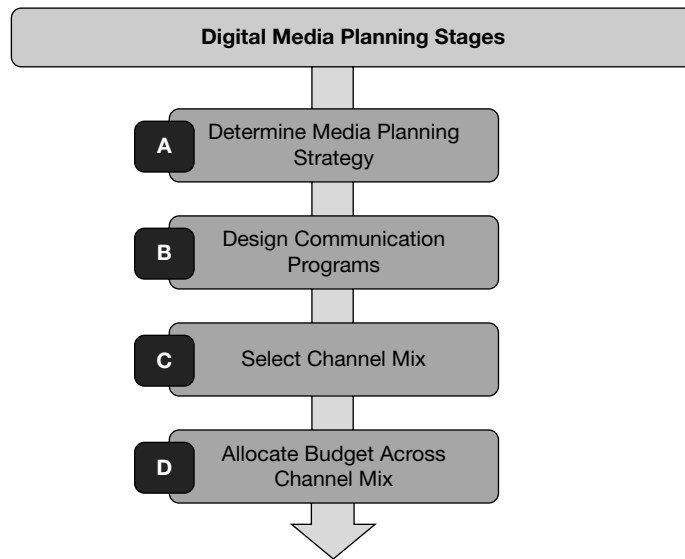 Digital Media Planning Stages
A
Determine Media Planning
Strategy
B
Design Communication
Programs
C
Select Channel Mix
D
Allocate Budget Across
Channel Mix